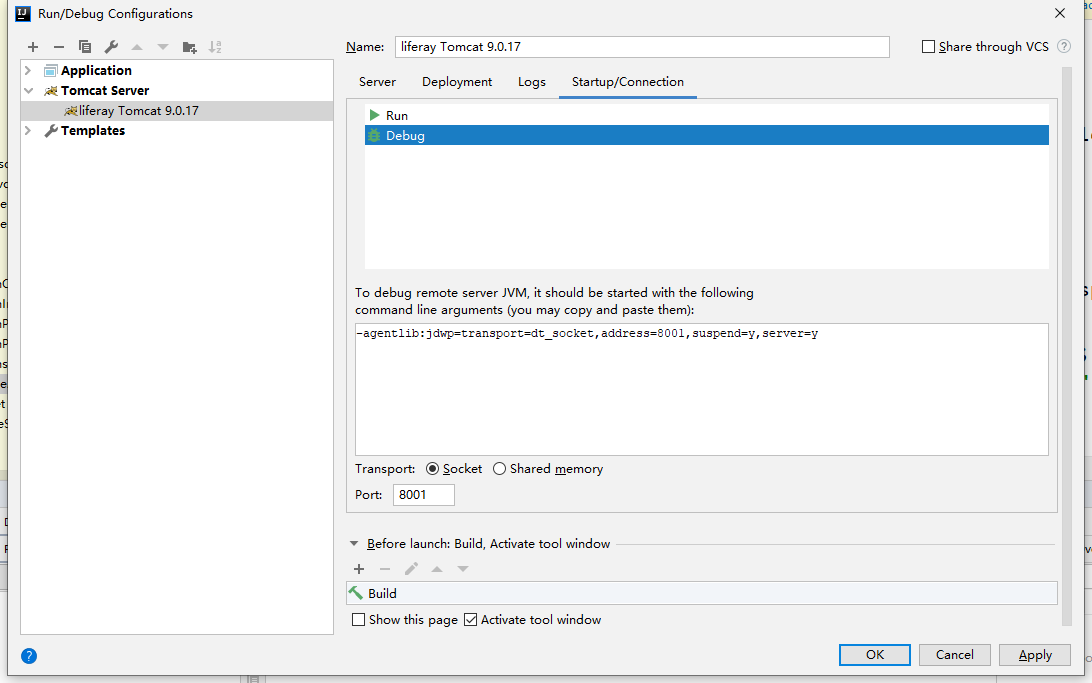 Run/Debug Configurations
Name: liferay Tomcat 9.0.17
Share through VCS ?
Application
Tomcat Server
liferay Tomcat 9.0.17
Templates
Server Deployment Logs Startup/Connection
Run
Debug
To debug remote server JVM, it should be started with the following
command line arguments (you may copy and paste them):
-agentlib:jdwp=transport=dt_socket,address=8001,suspend=y,server=y
Transport: Socket Shared memory
Port: 8001
Before launch: Build, Activate tool window
Build
Show this page Activate tool window
? OK Cancel Apply